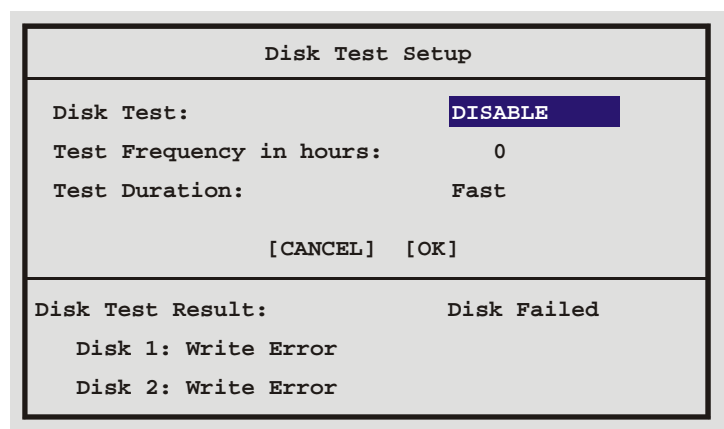 Disk Test Setup
Disk Test: DISABLE
Test Frequency in hours: 0
Test Duration: Fast
[CANCEL] [OK]
Disk Test Result: Disk Failed
Disk 1: Write Error
Disk 2: Write Error